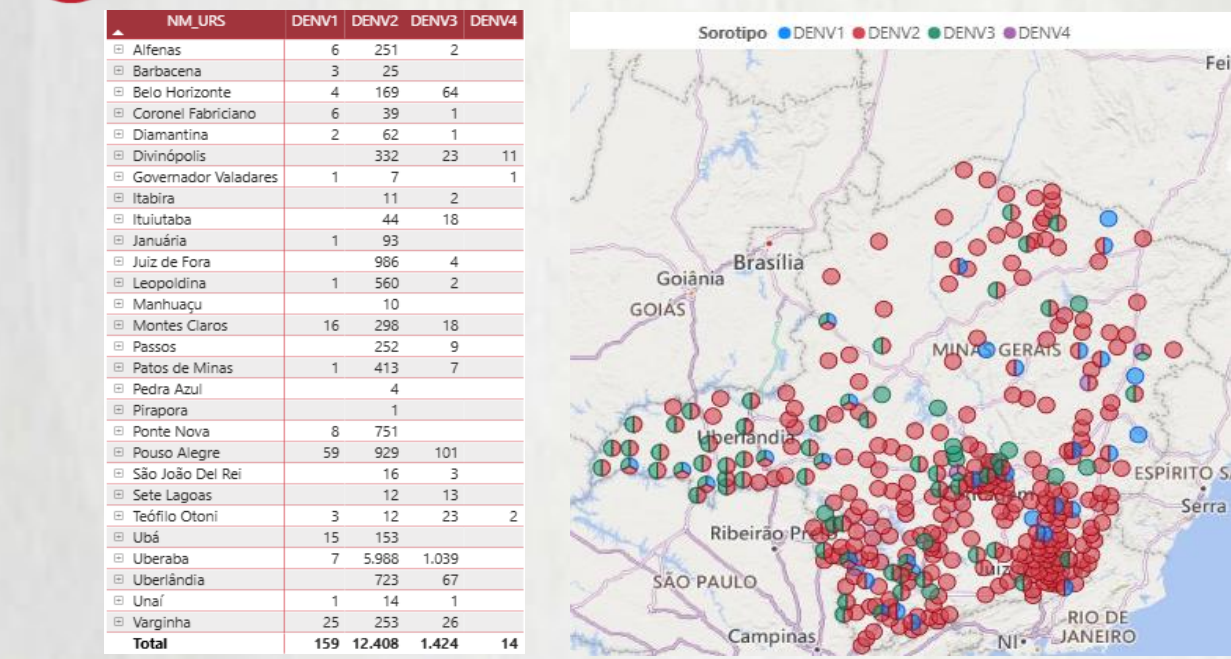 NM_URS DENV1 DENV2 DENV3 DENV4
Alfenas 6 251 2
Barbacena 3 25
Belo Horizonte 4 169 64
Coronel Fabriciano 6 39 1
Diamantina 2 62 1
Divinópolis 332 23 11
Governador Valadares 1 7 1
Itabira 11 2
Ituiutaba 44 18
Januária 1 93
Juiz de Fora 986 4
Leopoldina 1 560 2
Manhuaçu 10
Montes Claros 16 298 18
Passos 252 9
Patos de Minas 1 413 7
Pedra Azul 4
Pirapora 1
Ponte Nova 8 751
Pouso Alegre 59 929 101
São João Del Rei 16 3
Sete Lagoas 12 13
Teófilo Otoni 3 12 23 2
Ubá 15 153
Uberaba 7 5.988 1.039
Uberlândia 723 67
Unaí 1 14 1
Varginha 25 253 26
Total 159 12.408 1.424 14
Sorotipo DENV1 DENV2 DENV3 DENV4
Fei
Brasília
Goiânia
GOIÁS
MINAS GERAIS
Uberlândia
ESPÍRITO S
Serra
Ribeirão Pr
Juiz
SÃO PAULO
RIO DE
JANEIRO
Campinas
NI